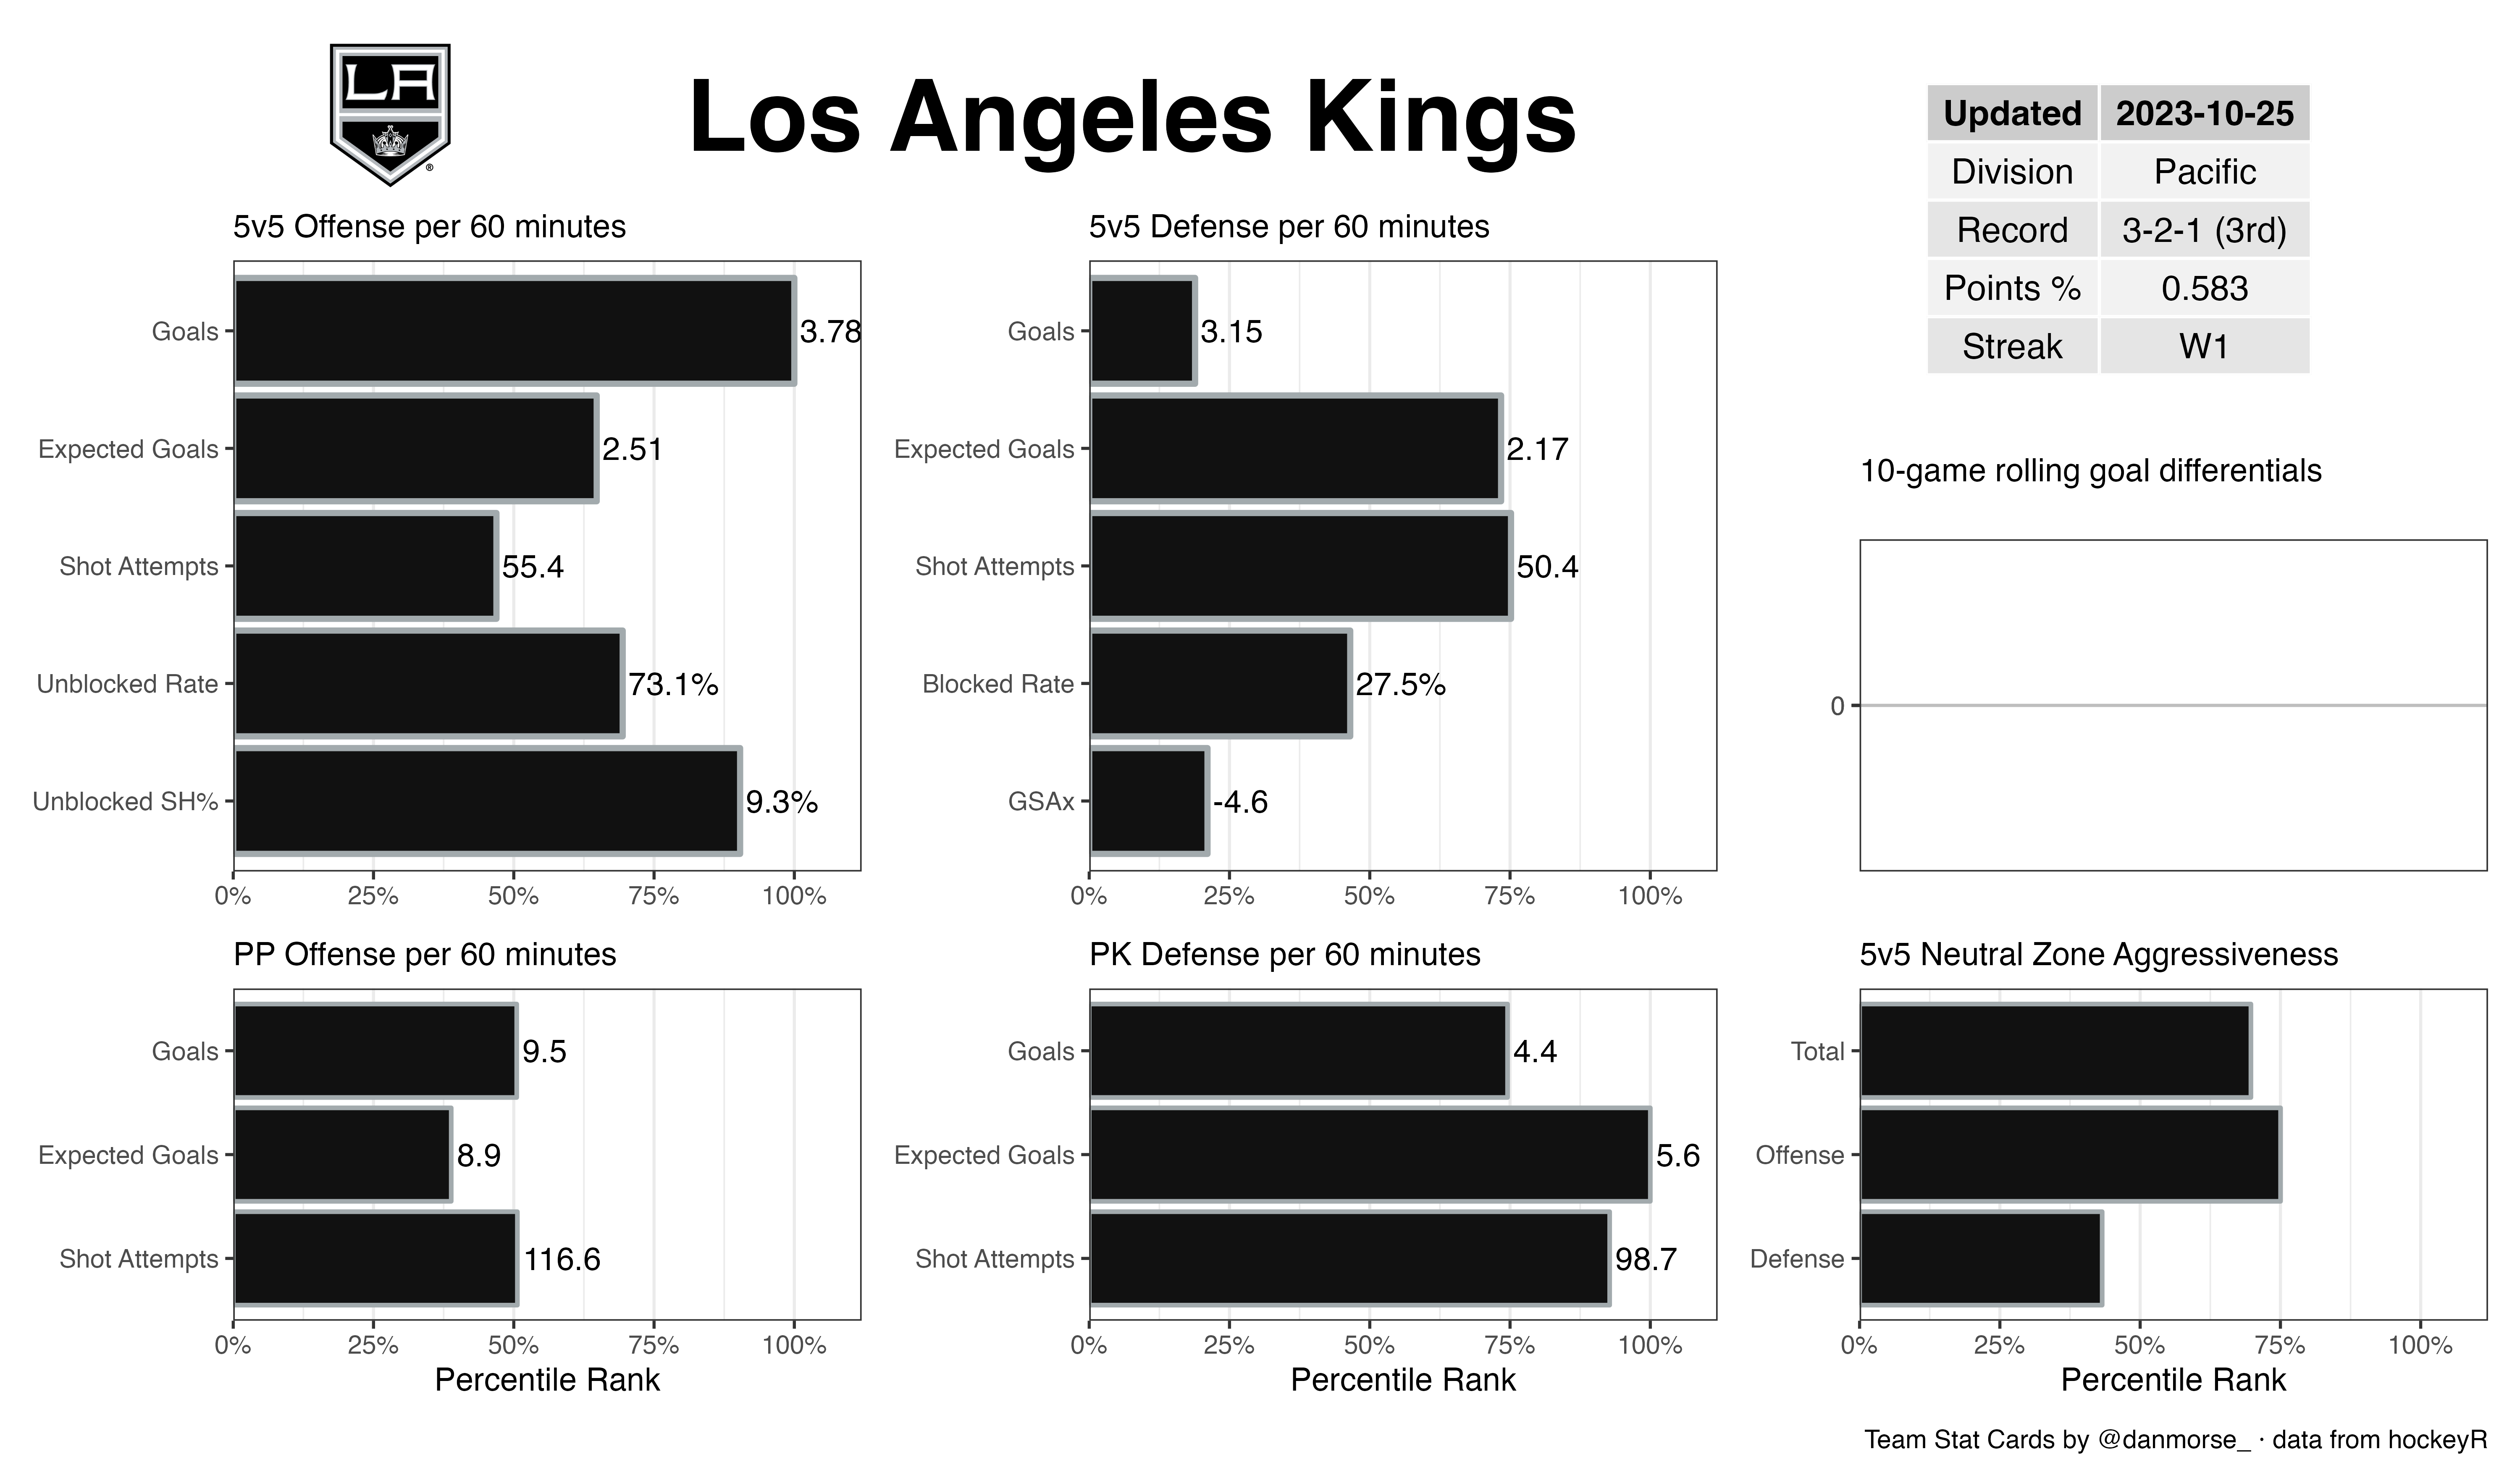 LA
®
Los Angeles Kings
Updated 2023-10-25
Division Pacific
Record 3-2-1 (3rd)
Points % 0.583
Streak W1
5v5 Offense per 60 minutes
Goals 3.78
Expected Goals 2.51
Shot Attempts 55.4
Unblocked Rate 73.1%
Unblocked SH% 9.3%
0% 25% 50% 75% 100%
5v5 Defense per 60 minutes
Goals 3.15
Expected Goals 2.17
Shot Attempts 50.4
Blocked Rate 27.5%
GSAx -4.6
0% 25% 50% 75% 100%
10-game rolling goal differentials
0
PP Offense per 60 minutes
Goals 9.5
Expected Goals 8.9
Shot Attempts 116.6
0% 25% 50% 75% 100%
Percentile Rank
PK Defense per 60 minutes
Goals 4.4
Expected Goals 5.6
Shot Attempts 98.7
0% 25% 50% 75% 100%
Percentile Rank
5v5 Neutral Zone Aggressiveness
Total
Offense
Defense
0% 25% 50% 75% 100%
Percentile Rank
Team Stat Cards by @danmorse_ · data from hockeyR